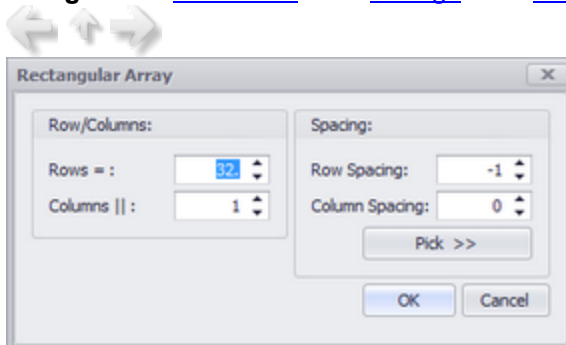 Rectangular Array
Row/Columns:
Rows = : 32.
Columns || : 1
Spacing:
Row Spacing: -1
Column Spacing: 0
Pick >>
OK Cancel